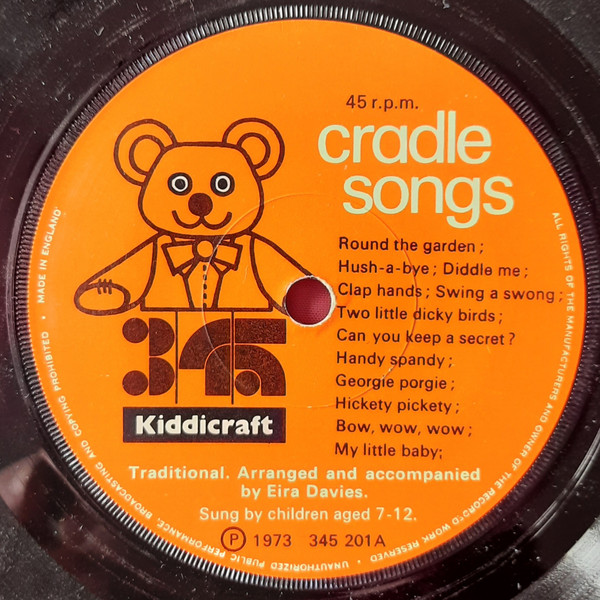 45 r.p.m.
cradle
songs
Round the garden;
Hush-a-bye; Diddle me;
Clap hands; Swing a swong;
Two little dicky birds;
Can you keep a secret?
Handy spandy;
Georgie porgie;
Hickety pickety;
Bow, wow, wow;
My little baby;
345
Kiddicraft
Traditional. Arranged and accompanied
by Eira Davies.
Sung by children aged 7-12.
Ⓟ 1973 345 201A
MADE IN ENGLAND
ALL RIGHTS OF THE MANUFACTURERS AND OWNER OF THE RECORDED WORK RESERVED • UNAUTHORIZED PUBLIC PERFORMANCE, BROADCASTING AND COPYING PROHIBITED •